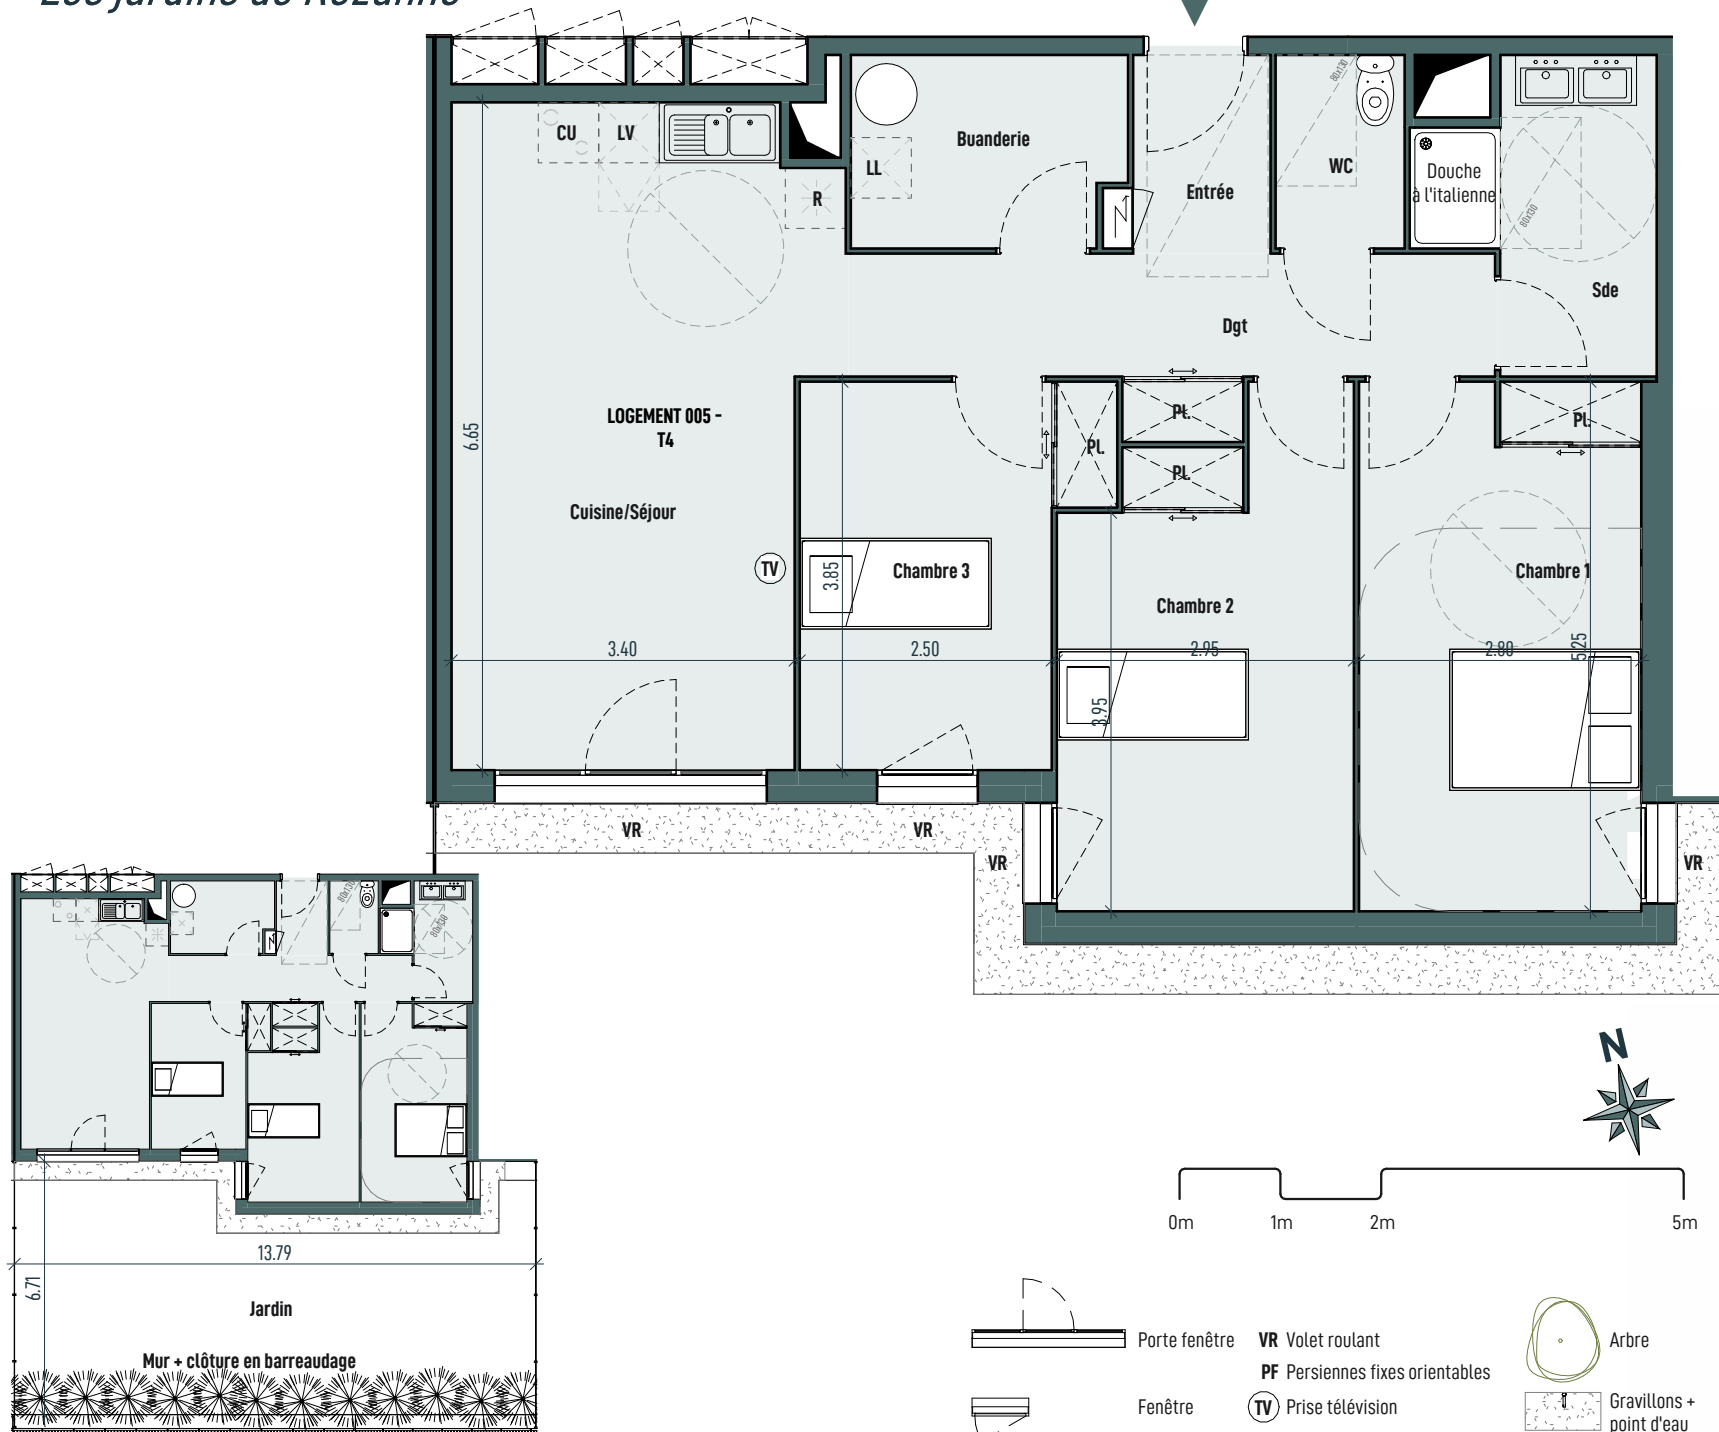 Les Jardins de Rozanne
CU
LV
R
LL
Buanderie
Entrée
80x130
WC
Douche
à l'italienne
80x130
Sde
Dgt
LOGEMENT 005 -
T4
6.65
Cuisine/Séjour
TV
3.40
Pl.
Pl.
Pl.
Pl.
Chambre 3
3.85
2.50
Chambre 2
2.95
3.95
Chambre 1
2.80
5.25
VR
VR
VR
VR
80x130
80x130
13.79
6.71
Jardin
Mur + clôture en barreaudage
N
0m
1m
2m
5m
Porte fenêtre
VR Volet roulant
Arbre
PF Persiennes fixes orientables
Fenêtre
TV Prise télévision
Gravillons +
point d'eau